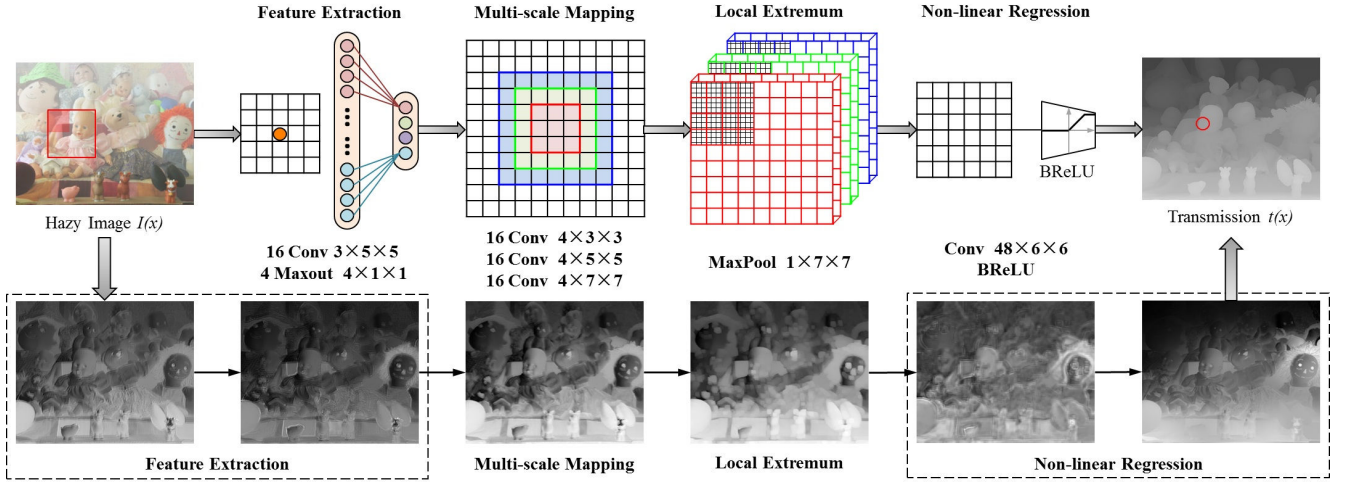 Feature Extraction
Multi-scale Mapping
Local Extremum
Non-linear Regression
BReLU
Hazy Image I(x)
Transmission t(x)
16 Conv 3×5×5
4 Maxout 4×1×1
16 Conv 4×3×3
16 Conv 4×5×5
16 Conv 4×7×7
MaxPool 1×7×7
Conv 48×6×6
BReLU
Feature Extraction
Multi-scale Mapping
Local Extremum
Non-linear Regression